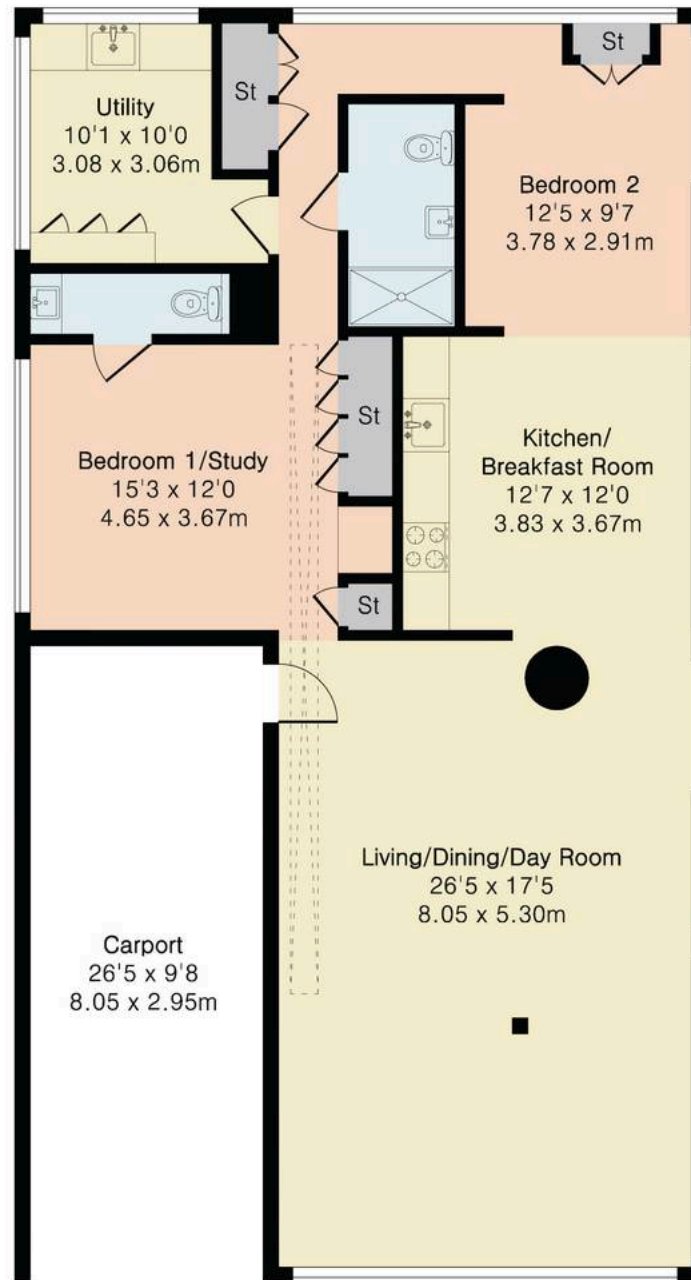 St
St
Utility
10'1 x 10'0
3.08 x 3.06m
Bedroom 2
12'5 x 9'7
3.78 x 2.91m
St
Bedroom 1/Study
15'3 x 12'0
4.65 x 3.67m
Kitchen/
Breakfast Room
12'7 x 12'0
3.83 x 3.67m
St
Living/Dining/Day Room
26'5 x 17'5
8.05 x 5.30m
Carport
26'5 x 9'8
8.05 x 2.95m